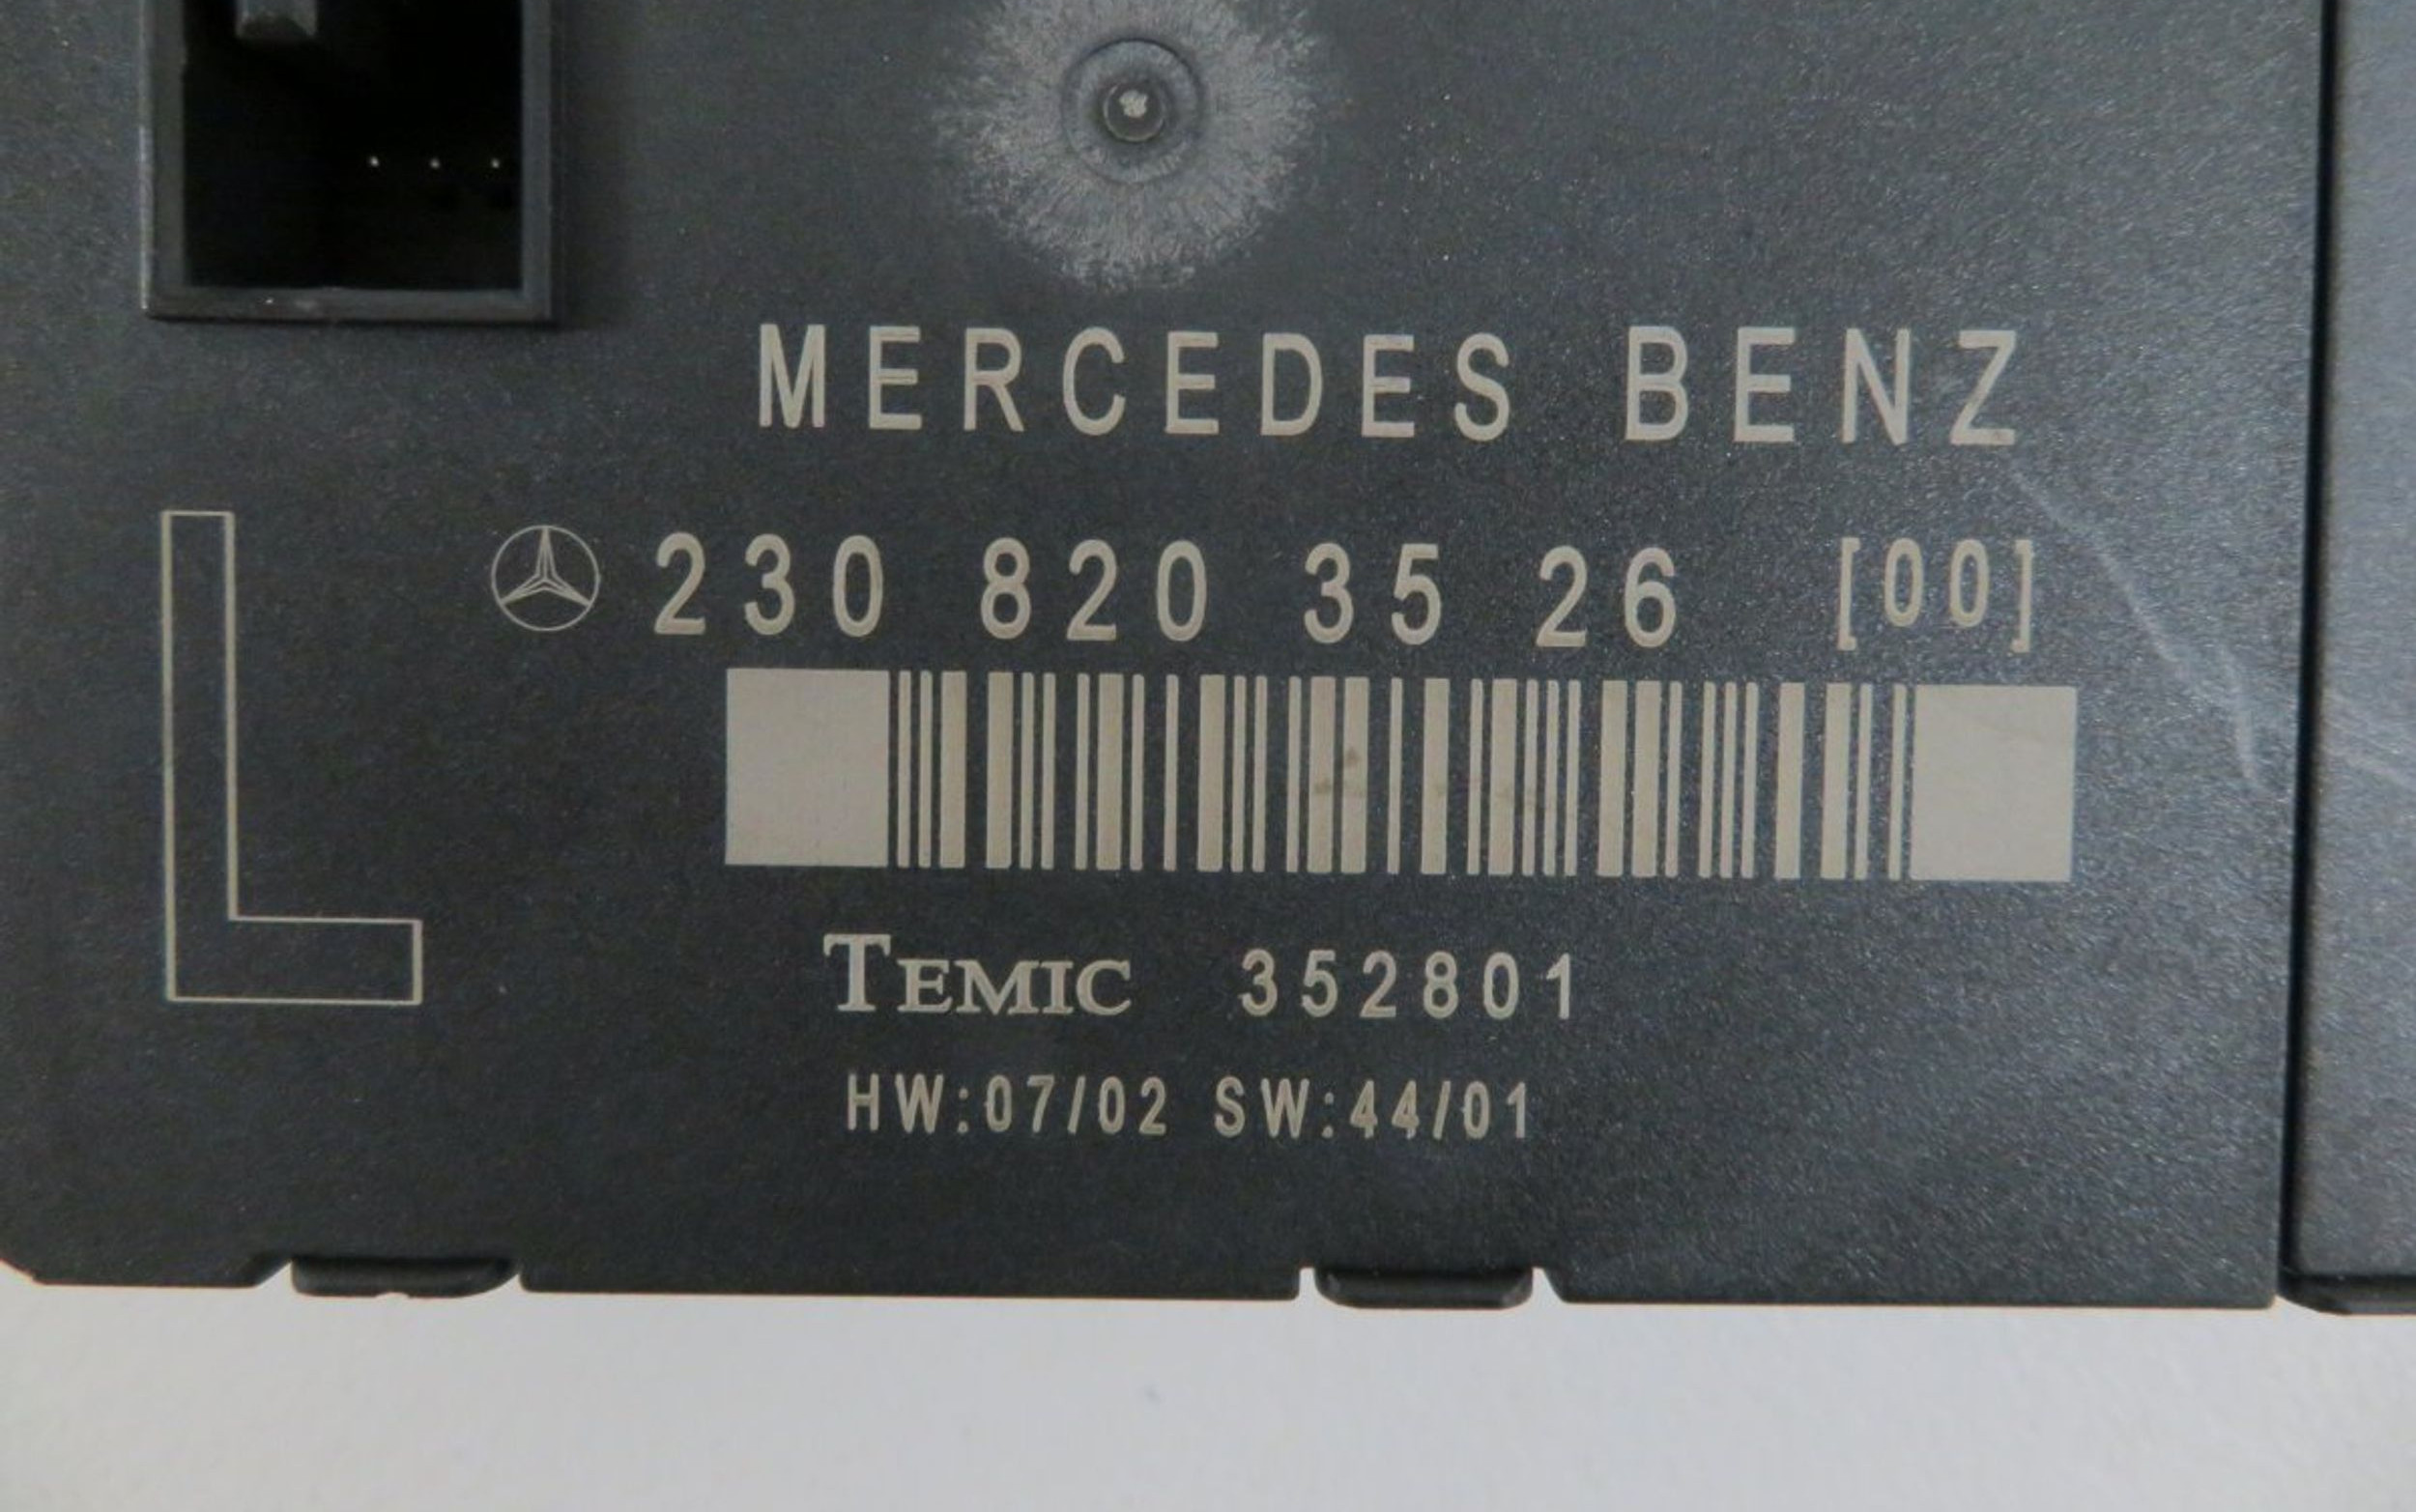 MERCEDES BENZ
L
230 820 35 26 [00]
TEMIC 352801
HW:07/02 SW:44/01